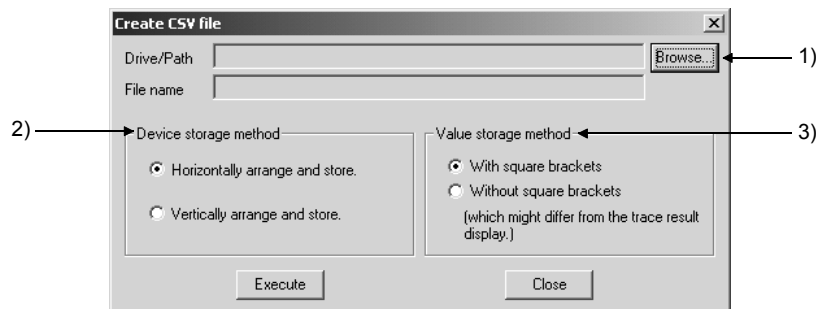 Create CSV file
Drive/Path
Browse...
1)
File name
2)
Device storage method
Value storage method
3)
Horizontally arrange and store.
With square brackets
Without square brackets
Vertically arrange and store.
(which might differ from the trace result
display.)
Execute
Close